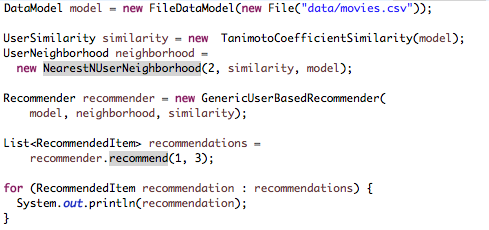 DataModel model = new FileDataModel(new File("data/movies.csv"));
UserSimilarity similarity = new TanimotoCoefficientSimilarity(model);
UserNeighborhood neighborhood =
new NearestNUserNeighborhood(2, similarity, model);
Recommender recommender = new GenericUserBasedRecommender(
model, neighborhood, similarity);
List<RecommendedItem> recommendations =
recommender.recommend(1, 3);
for (RecommendedItem recommendation : recommendations) {
System.out.println(recommendation);
}